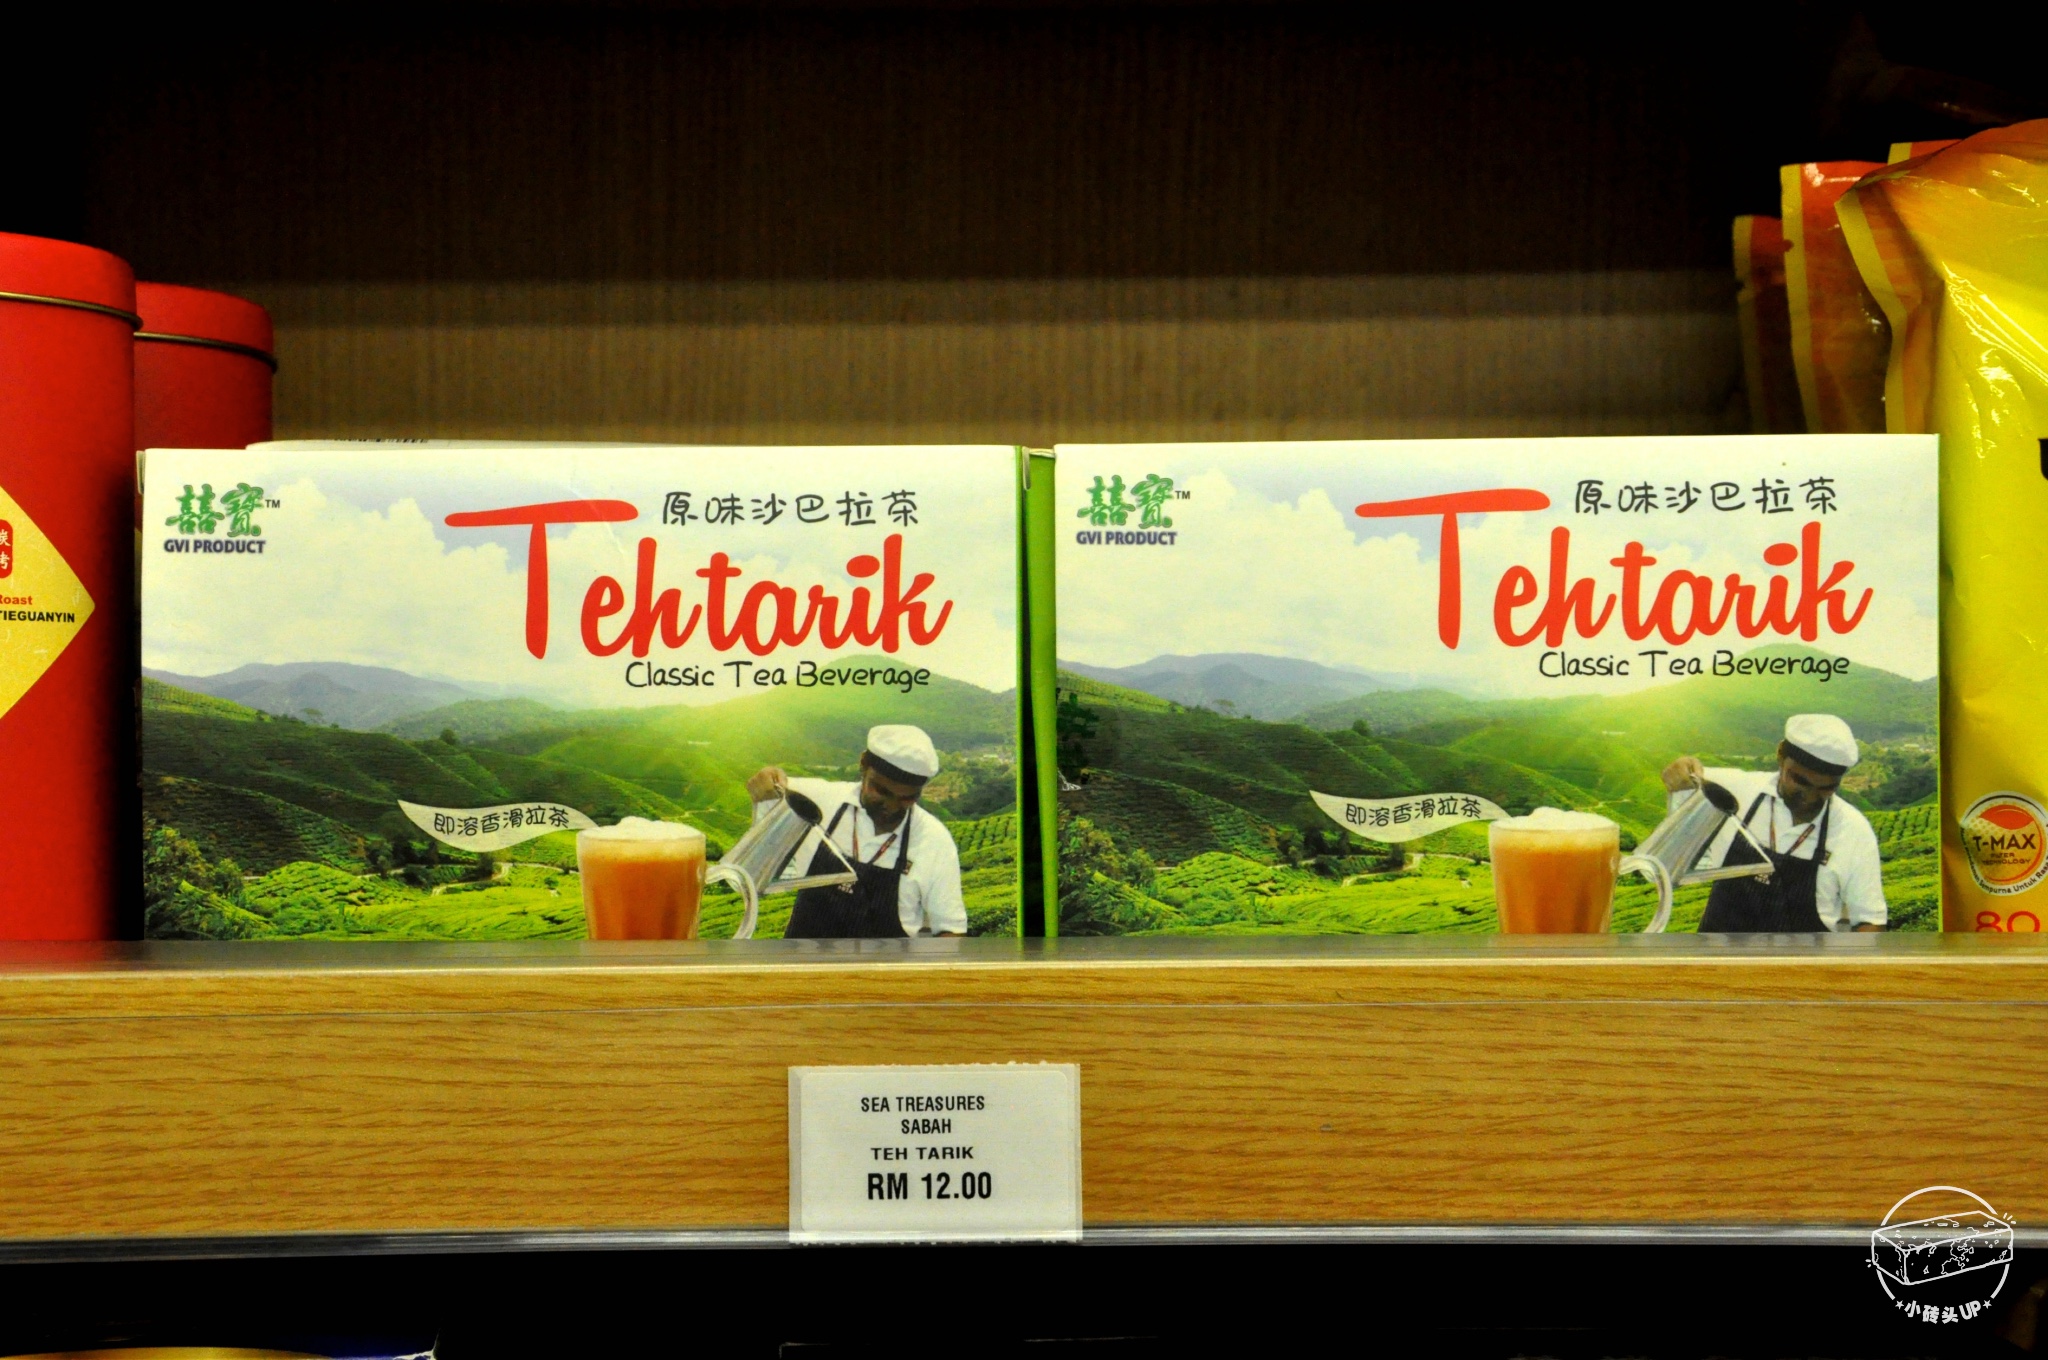 囍寶™
GVI PRODUCT
原味沙巴拉茶
Tehtarik
Classic Tea Beverage
即溶香滑拉茶
囍寶™
GVI PRODUCT
原味沙巴拉茶
Tehtarik
Classic Tea Beverage
即溶香滑拉茶
Roast
TIEGUANYIN
T-MAX
FILTER
TECHNOLOGY
80
SEA TREASURES
SABAH
TEH TARIK
RM 12.00
小砖头UP